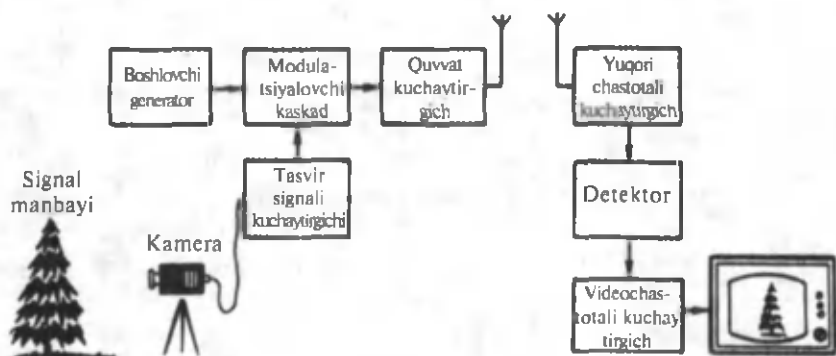 Boshlovchi
generator
Modula-
tsiyalovchi
kaskad
Quvvat
kuchaytir-
gich
Yuqori
chastotali
kuchayurgich
Tasvir
signali
kuchaytirgichi
Detektor
Signal
manbayi
Kamera
Videochas-
totali kuchay
tirgich